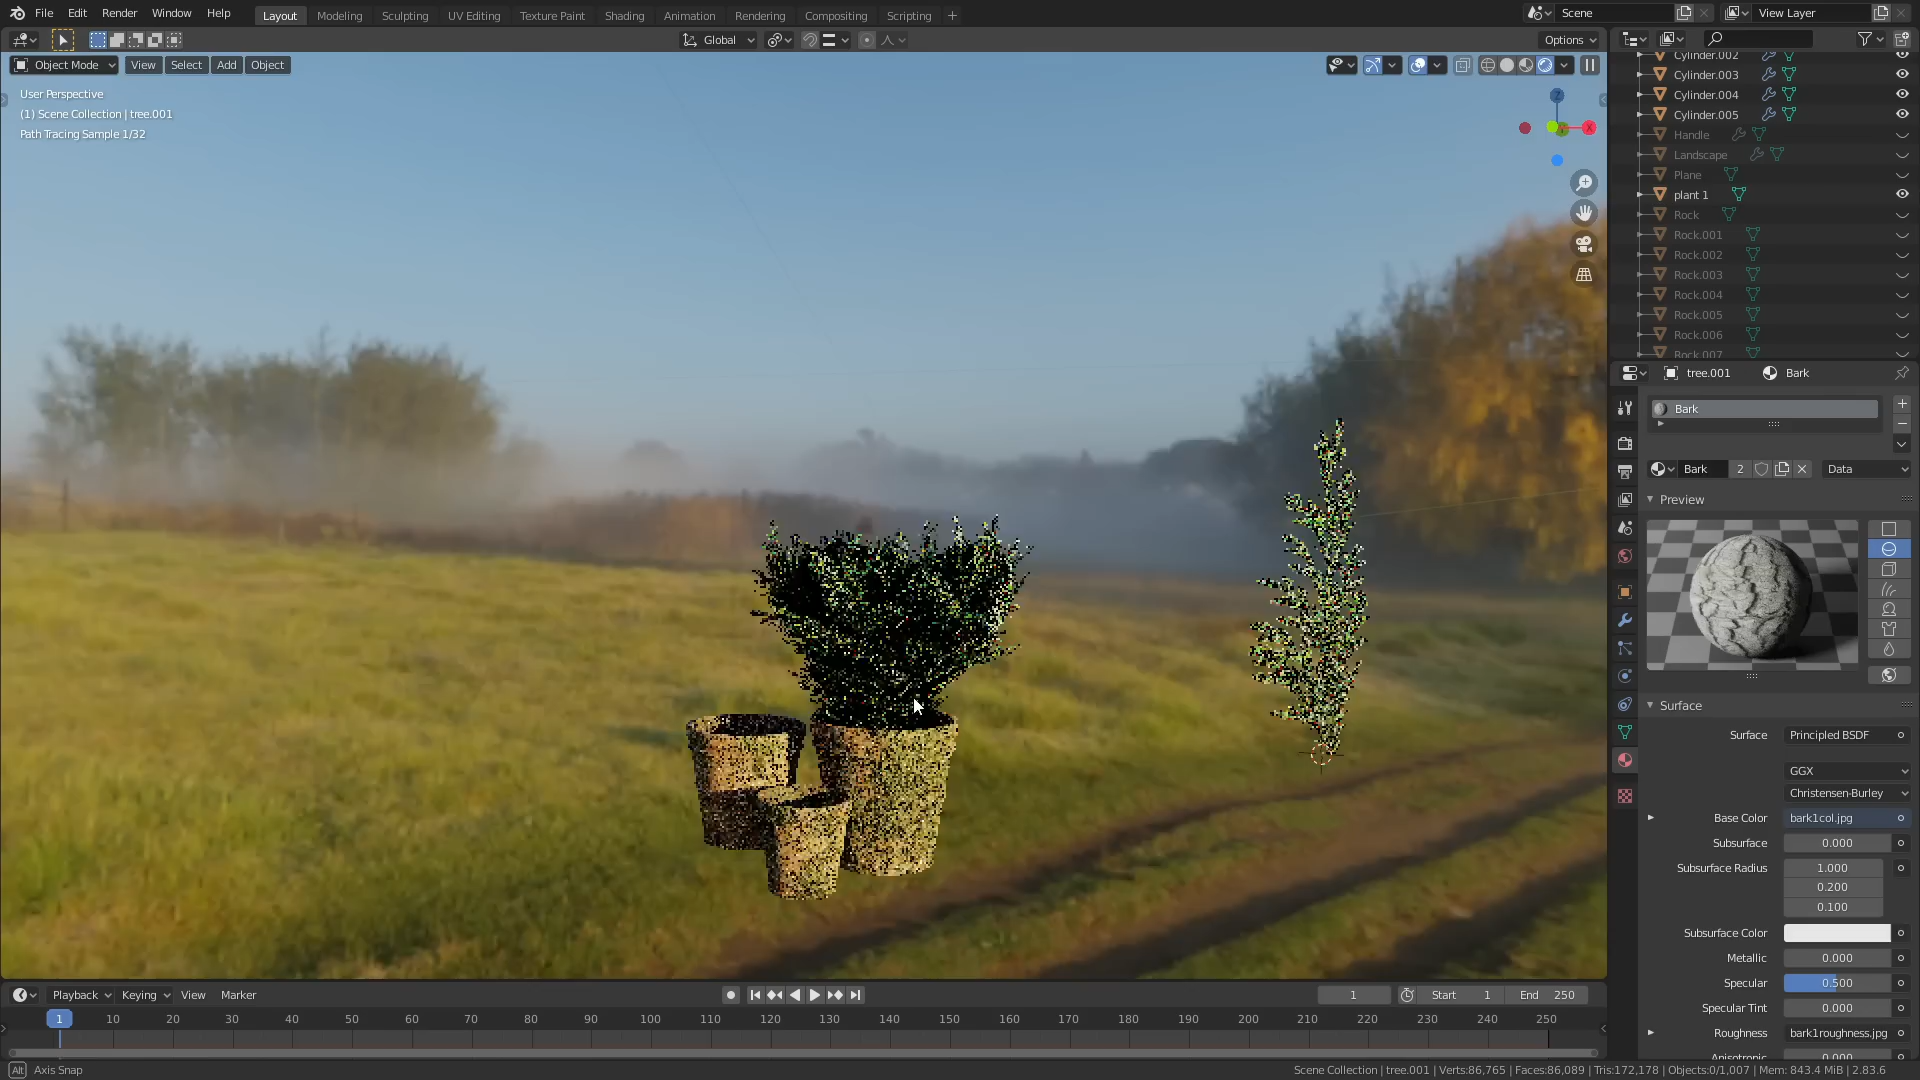 File Edit Render Window Help Layout Modeling Sculpting UV Editing Texture Paint Shading Animation Rendering Compositing Scripting + Scene View Layer
Global Options
Object Mode View Select Add Object
User Perspective
(1) Scene Collection | tree.001
Path Tracing Sample 1/32
Z
X
Cylinder.002
Cylinder.003
Cylinder.004
Cylinder.005
Handle
Landscape
Plane
plant 1
Rock
Rock.001
Rock.002
Rock.003
Rock.004
Rock.005
Rock.006
Rock.007
tree.001 Bark
Bark
Bark 2 Data
Preview
Surface
Surface Principled BSDF
GGX
Christensen-Burley
Base Color bark1col.jpg
Subsurface 0.000
Subsurface Radius 1.000
0.200
0.100
Subsurface Color
Metallic 0.000
Specular 0.500
Specular Tint 0.000
Roughness bark1roughness.jpg
Anisotropic 0.000
Playback Keying View Marker 1 Start 1 End 250
1 10 20 30 40 50 60 70 80 90 100 110 120 130 140 150 160 170 180 190 200 210 220 230 240 250
Alt Axis Snap Scene Collection | tree.001 | Verts:86,765 | Faces:86,089 | Tris:172,178 | Objects:0/1,007 | Mem: 843.4 MiB | 2.83.6